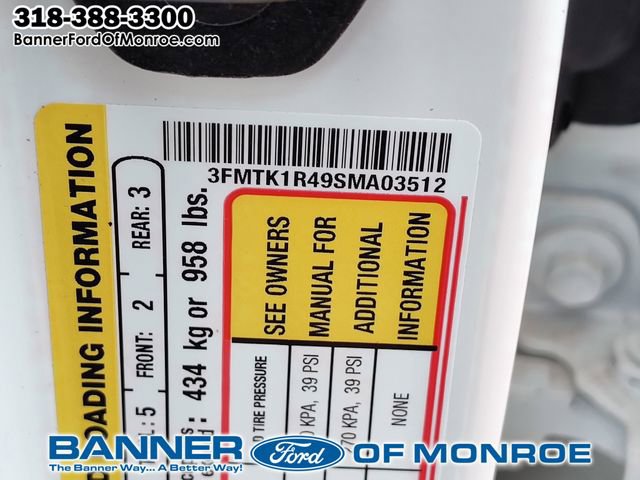 318-388-3300
BannerFordOfMonroe.com
3FMTK1R49SMA03512
LOADING INFORMATION
:5 FRONT: 2 REAR: 3
: 434 kg or 958 lbs.
SEE OWNERS
MANUAL FOR
ADDITIONAL
INFORMATION
TIRE PRESSURE
KPA, 39 PSI
70 KPA, 39 PSI
NONE
BANNER Ford OF MONROE
The Banner Way... A Better Way!